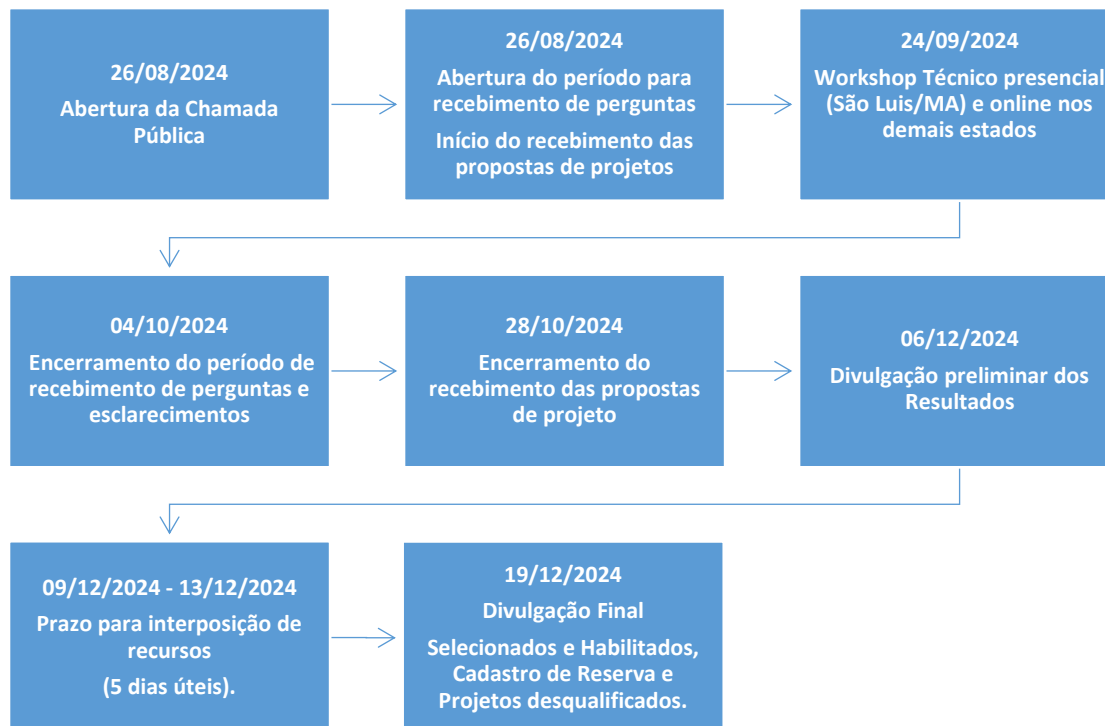 26/08/2024
Abertura da Chamada
Pública
26/08/2024
Abertura do período para
recebimento de perguntas
Início do recebimento das
propostas de projetos
24/09/2024
Workshop Técnico presencial
(São Luis/MA) e online nos
demais estados
04/10/2024
Encerramento do período de
recebimento de perguntas e
esclarecimentos
28/10/2024
Encerramento do
recebimento das propostas
de projeto
06/12/2024
Divulgação preliminar dos
Resultados
09/12/2024 - 13/12/2024
Prazo para interposição de
recursos
(5 dias úteis).
19/12/2024
Divulgação Final
Selecionados e Habilitados,
Cadastro de Reserva e
Projetos desqualificados.